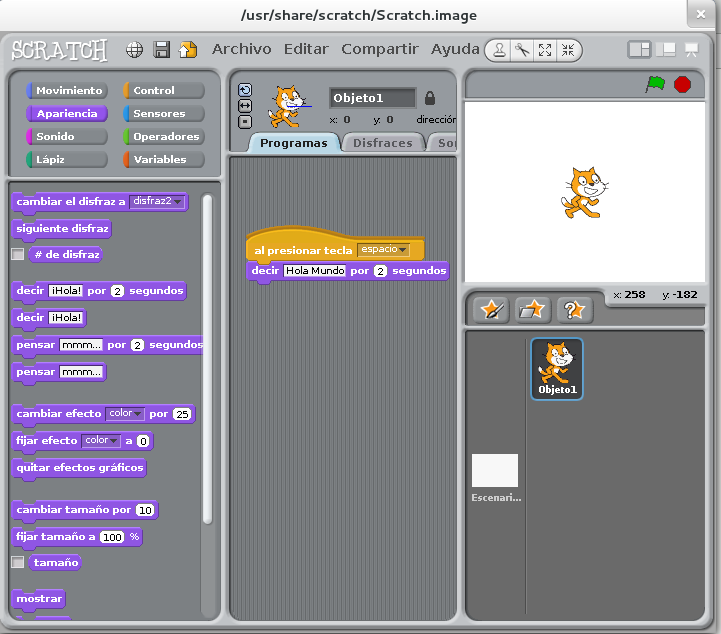 /usr/share/scratch/Scratch.image
SCRATCH Archivo Editar Compartir Ayuda
Movimiento Control
Apariencia Sensores
Sonido Operadores
Lápiz Variables
cambiar el disfraz a disfraz2
siguiente disfraz
# de disfraz
decir ¡Hola! por 2 segundos
decir ¡Hola!
pensar mmm... por 2 segundos
pensar mmm...
cambiar efecto color por 25
fijar efecto color a 0
quitar efectos gráficos
cambiar tamaño por 10
fijar tamaño a 100 %
tamaño
mostrar
Objeto1
x: 0 y: 0 direcciór
Programas Disfraces So
al presionar tecla espacio
decir Hola Mundo por 2 segundos
x: 258 y: -182
Objeto1
Escenari...